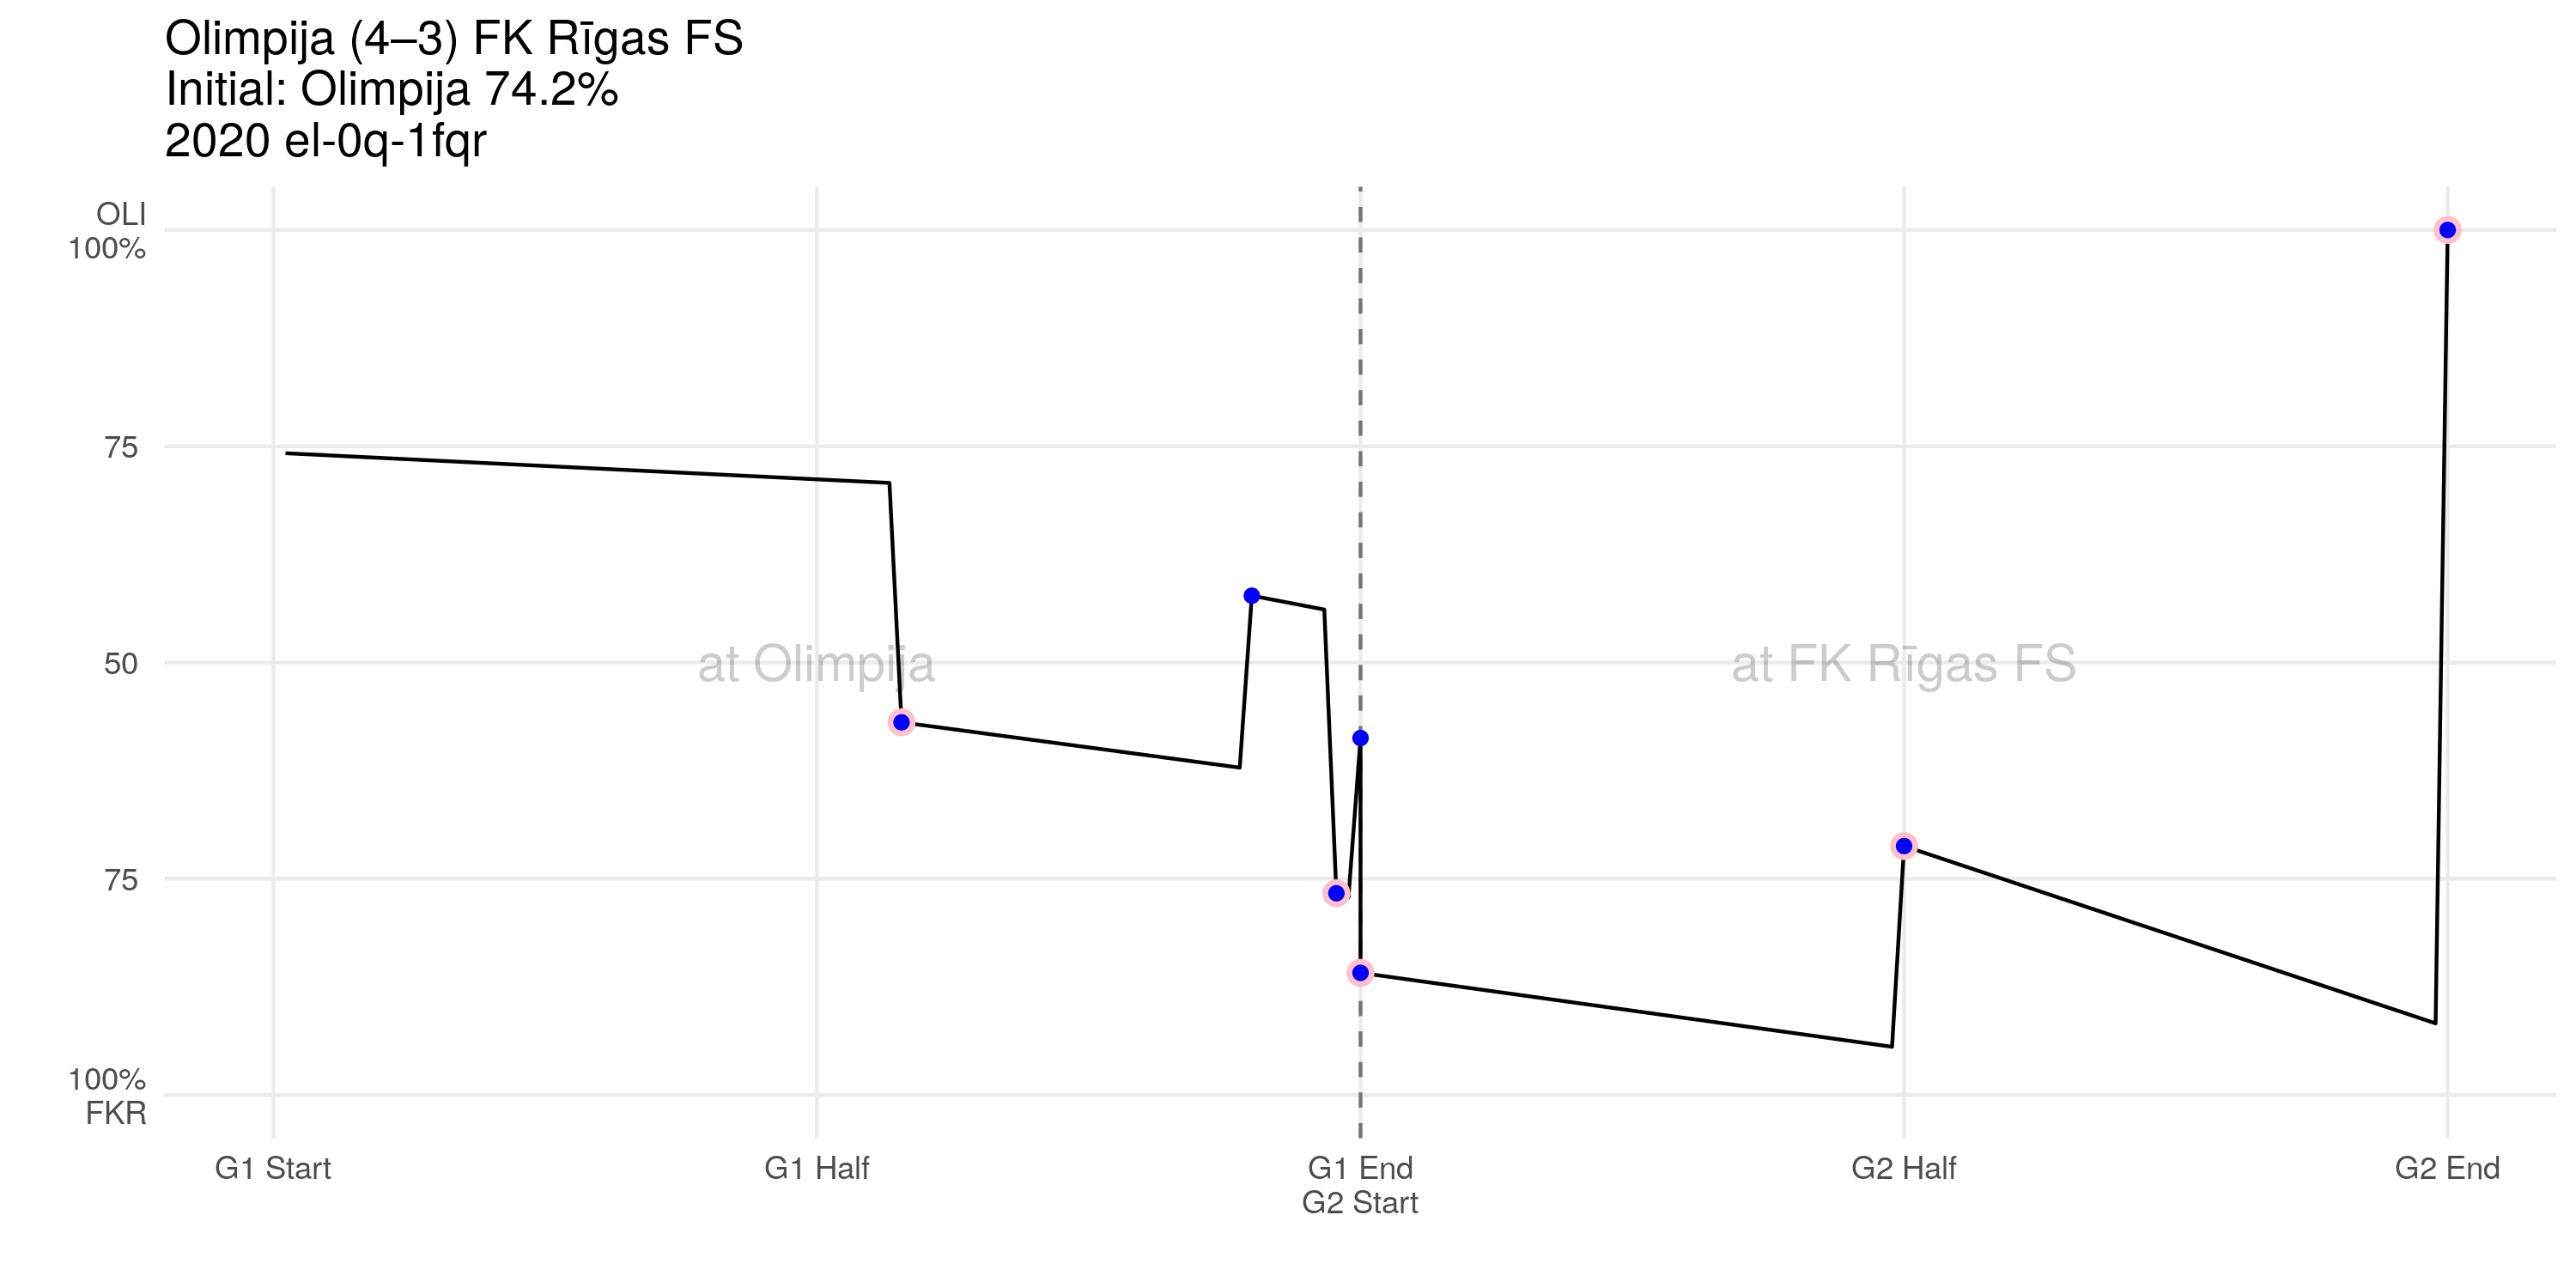 Olimpija (4–3) FK Rīgas FS
Initial: Olimpija 74.2%
2020 el-0q-1fqr
OLI
100%
75
50
75
100%
FKR
at Olimpija
at FK Rīgas FS
G1 Start
G1 Half
G1 End
G2 Start
G2 Half
G2 End